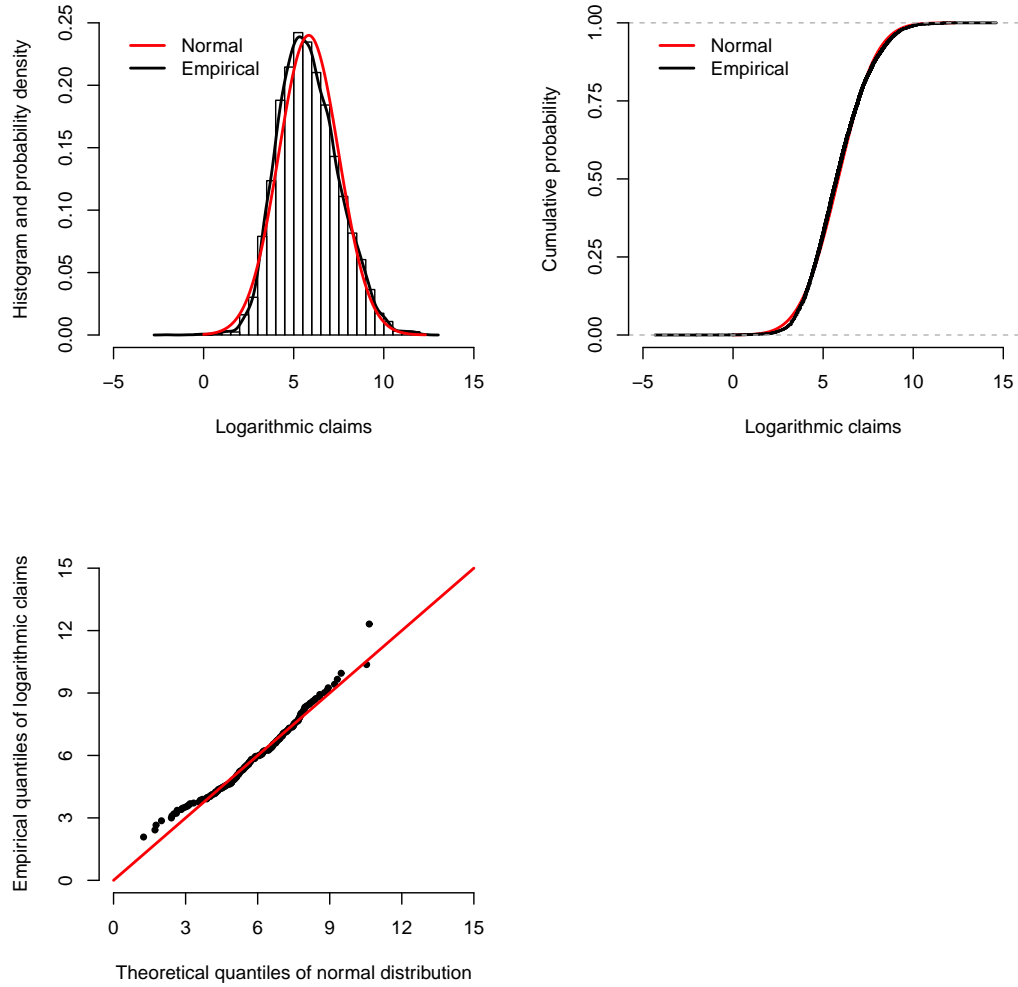 Histogram and probability density
0.00 0.05 0.10 0.15 0.20 0.25
Normal
Empirical
−5 0 5 10 15
Logarithmic claims
Cumulative probability
0.00 0.25 0.50 0.75 1.00
Normal
Empirical
−5 0 5 10 15
Logarithmic claims
Empirical quantiles of logarithmic claims
0 3 6 9 12 15
0 3 6 9 12 15
Theoretical quantiles of normal distribution